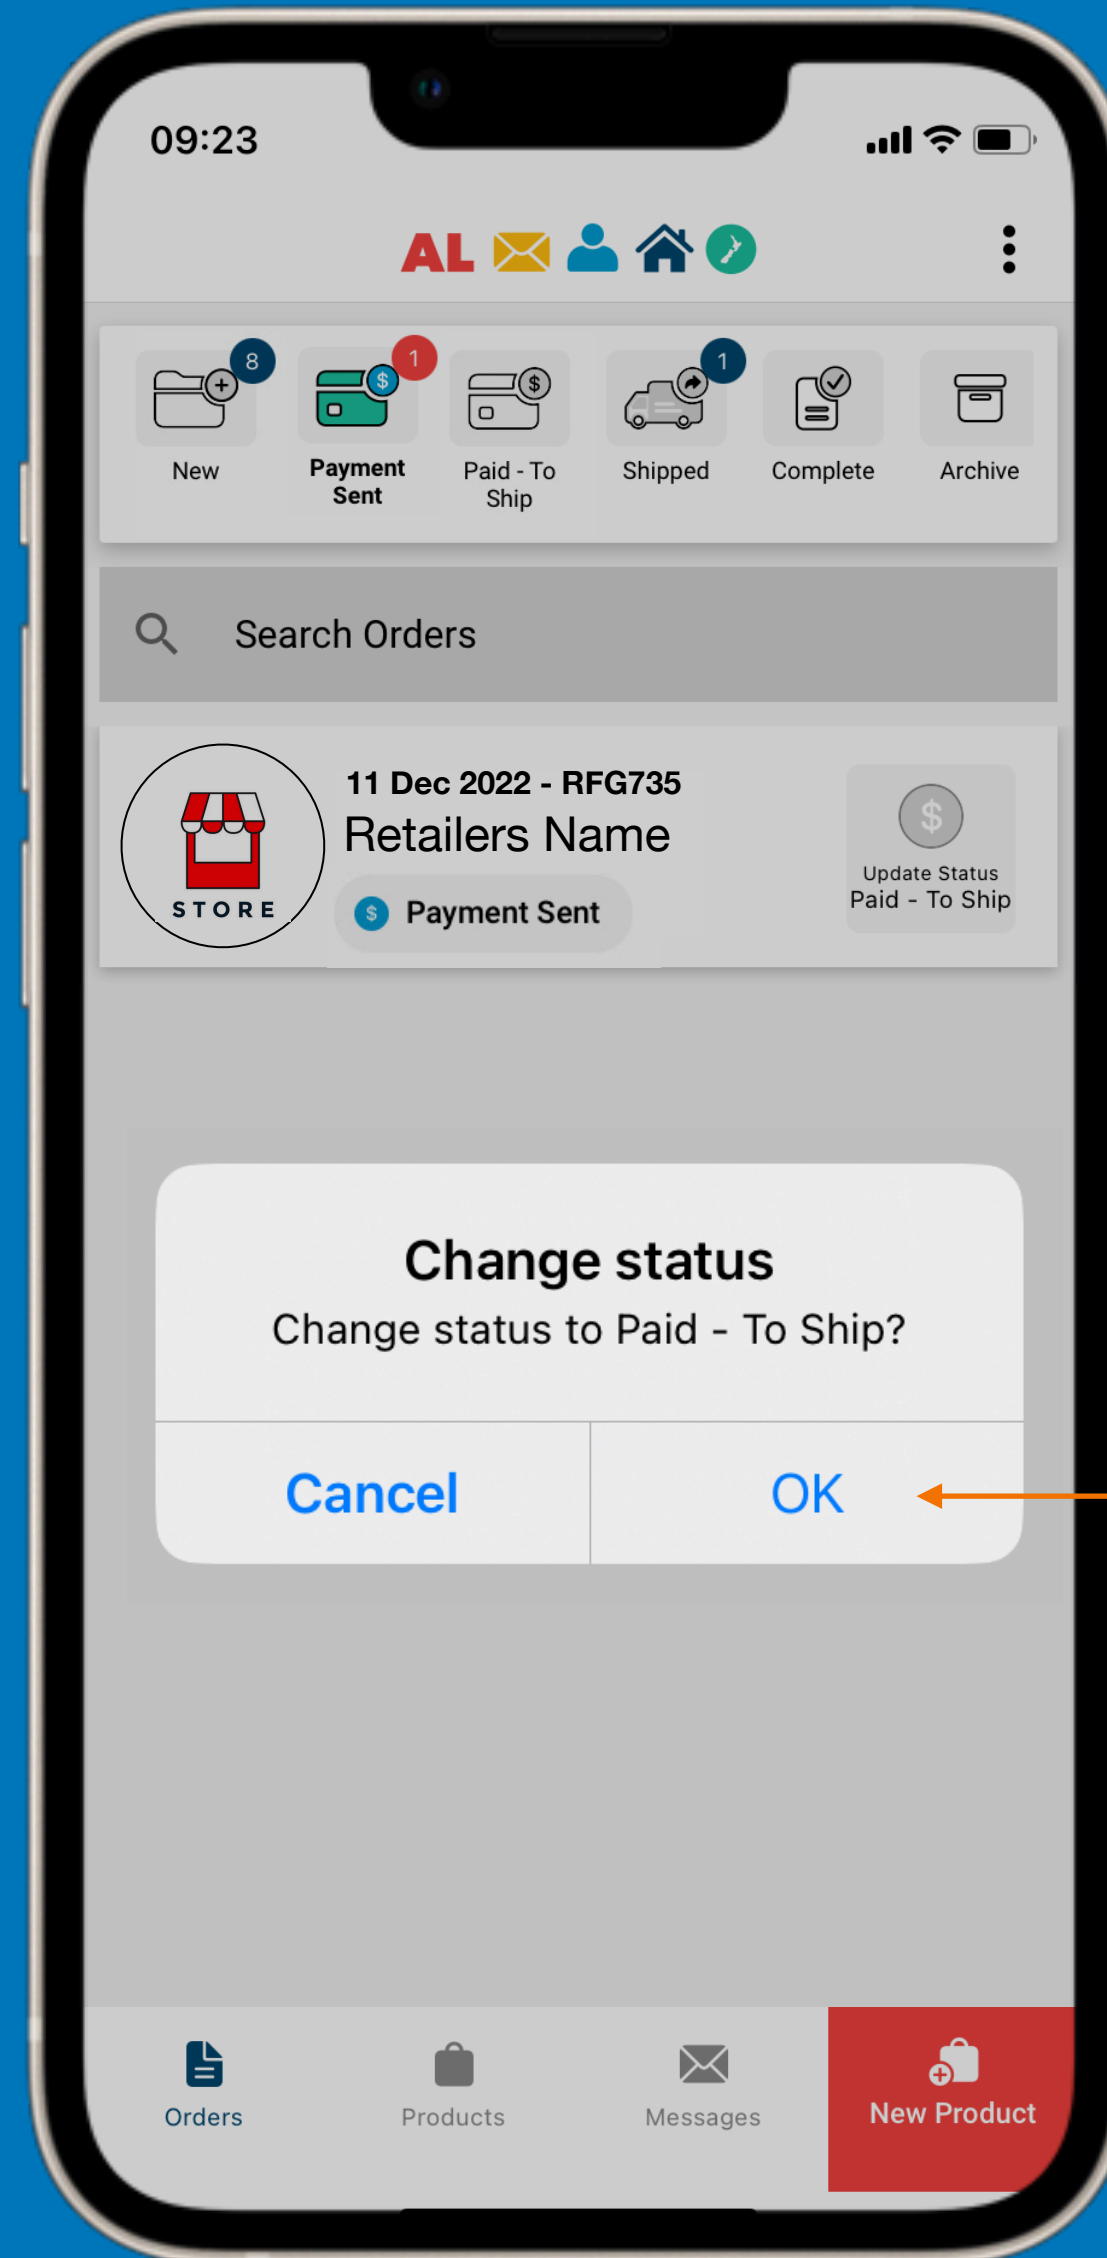 09:23
AL
8
1
1
New
Payment
Sent
Paid - To
Ship
Shipped
Complete
Archive
Search Orders
STORE
11 Dec 2022 - RFG735
Retailers Name
$ Payment Sent
$
Update Status
Paid - To Ship
Change status
Change status to Paid - To Ship?
Cancel
OK
Orders
Products
Messages
New Product